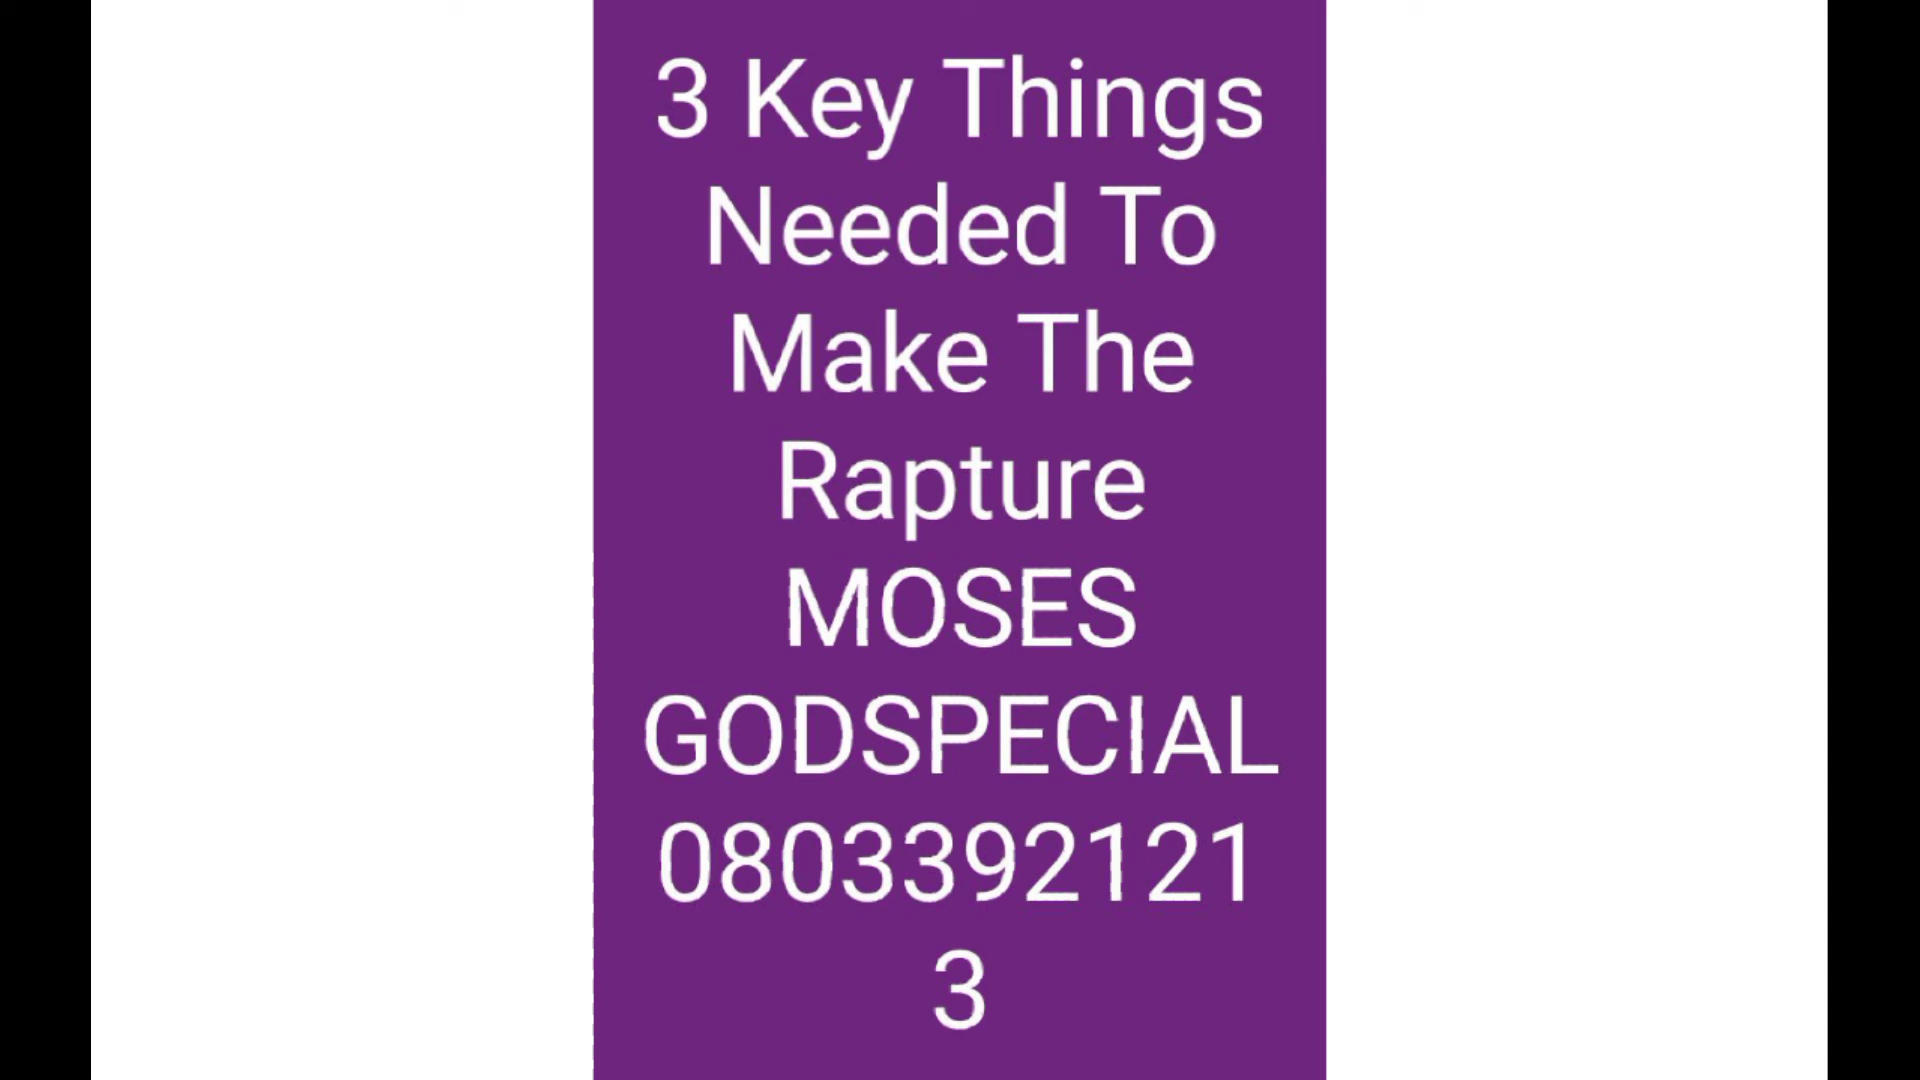 3 Key Things
Needed To
Make The
Rapture
MOSES
GODSPECIAL
0803392121
3